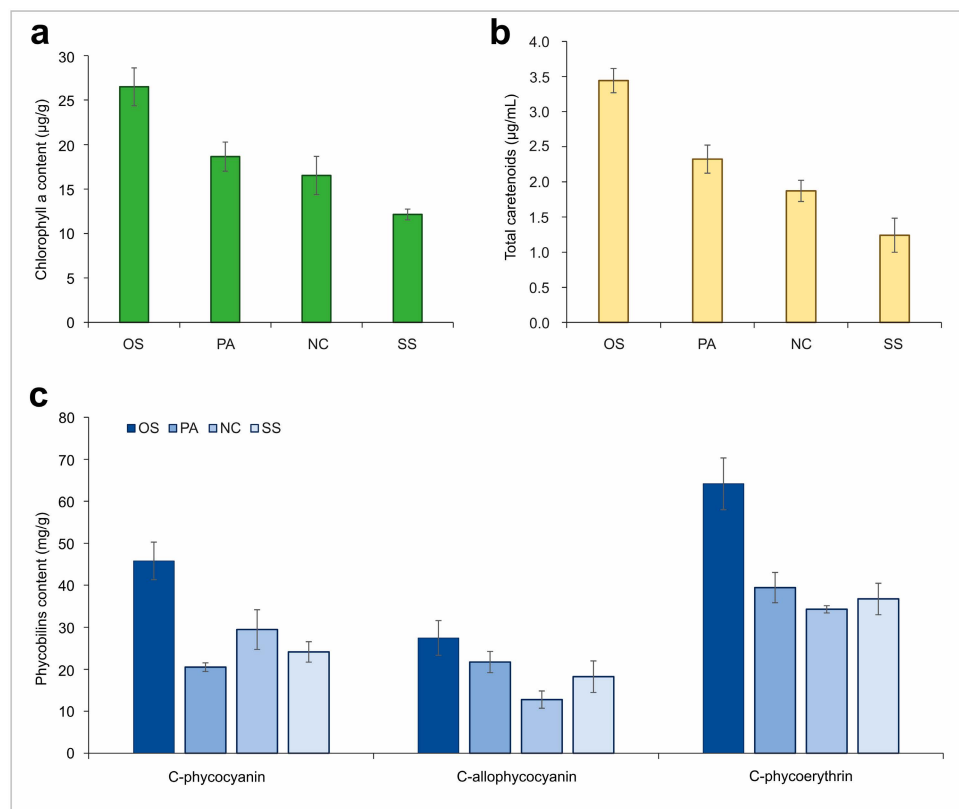 a
Chlorophyll a content (µg/g)
30
25
20
15
10
5
0
OS PA NC SS
b
Total caretenoids (µg/mL)
4.0
3.5
3.0
2.5
2.0
1.5
1.0
0.5
0.0
OS PA NC SS
c
Phycobilins content (mg/g)
80
70
60
50
40
30
20
10
0
OS PA NC SS
C-phycocyanin C-allophycocyanin C-phycoerythrin